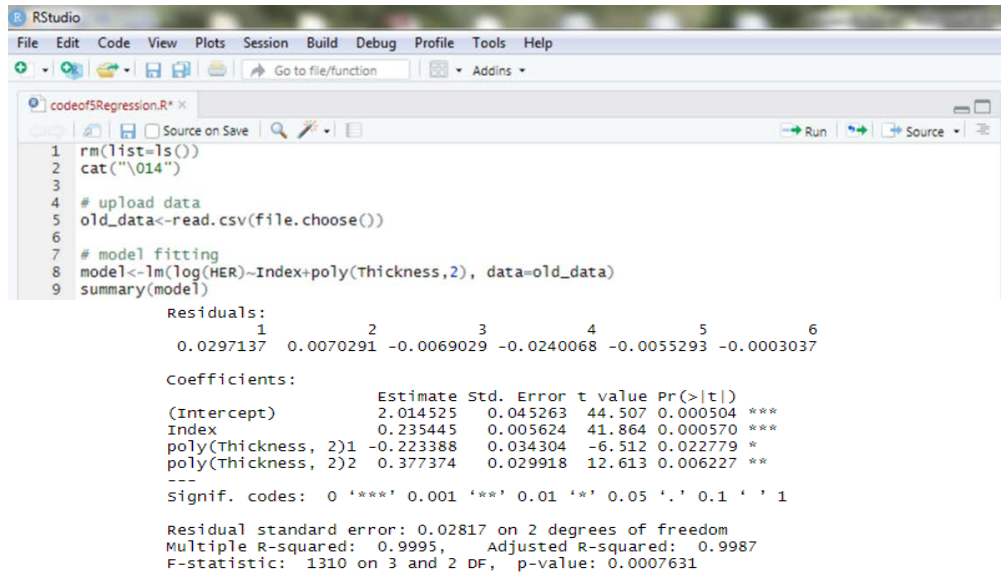 RStudio
File Edit Code View Plots Session Build Debug Profile Tools Help
Go to file/function Addins
codeof5Regression.R* ×
Source on Save Run Source
1 rm(list=ls())
2 cat("\014")
3
4 # upload data
5 old_data<-read.csv(file.choose())
6
7 # model fitting
8 model<-lm(log(HER)~Index+poly(Thickness,2), data=old_data)
9 summary(model)
Residuals:
1 2 3 4 5 6
0.0297137 0.0070291 -0.0069029 -0.0240068 -0.0055293 -0.0003037
Coefficients:
Estimate Std. Error t value Pr(>|t|)
(Intercept) 2.014525 0.045263 44.507 0.000504 ***
Index 0.235445 0.005624 41.864 0.000570 ***
poly(Thickness, 2)1 -0.223388 0.034304 -6.512 0.022779 *
poly(Thickness, 2)2 0.377374 0.029918 12.613 0.006227 **
---
Signif. codes: 0 ‘***’ 0.001 ‘**’ 0.01 ‘*’ 0.05 ‘.’ 0.1 ‘ ’ 1
Residual standard error: 0.02817 on 2 degrees of freedom
Multiple R-squared: 0.9995, Adjusted R-squared: 0.9987
F-statistic: 1310 on 3 and 2 DF, p-value: 0.0007631